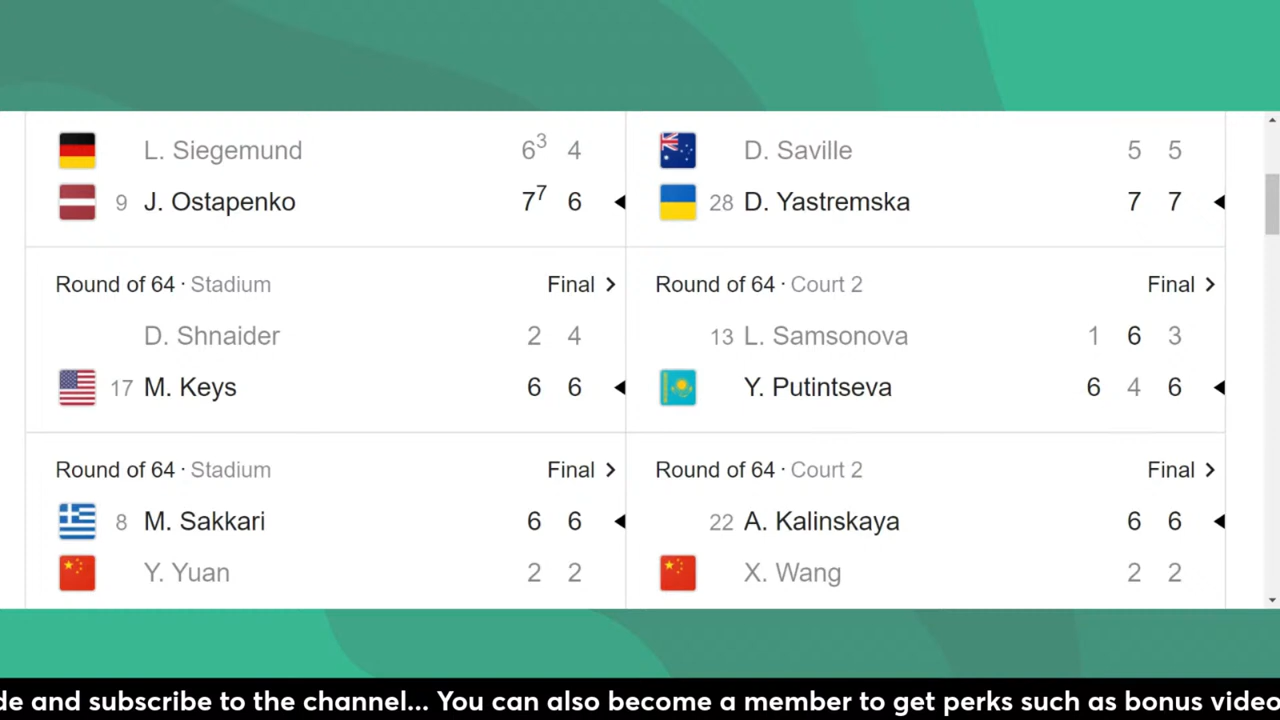 L. Siegemund 6³ 4
9 J. Ostapenko 7⁷ 6
D. Saville 5 5
28 D. Yastremska 7 7
Round of 64 · Stadium Final
D. Shnaider 2 4
17 M. Keys 6 6
Round of 64 · Court 2 Final
13 L. Samsonova 1 6 3
Y. Putintseva 6 4 6
Round of 64 · Stadium Final
8 M. Sakkari 6 6
Y. Yuan 2 2
Round of 64 · Court 2 Final
22 A. Kalinskaya 6 6
X. Wang 2 2
de and subscribe to the channel... You can also become a member to get perks such as bonus video